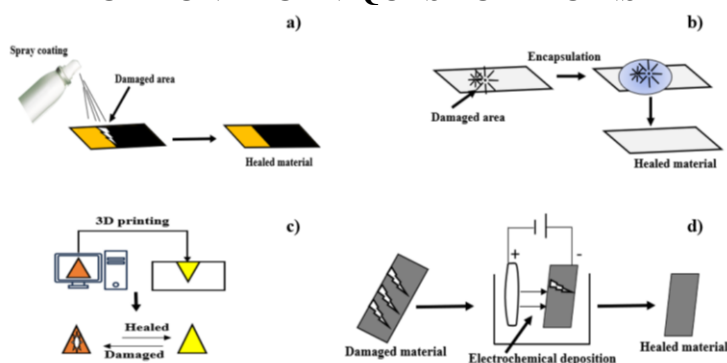 a)
Spray coating
Damaged area
Healed material
b)
Encapsulation
Damaged area
Healed material
c)
3D printing
Healed
Damaged
d)
+ -
Damaged material
Electrochemical deposition
Healed material